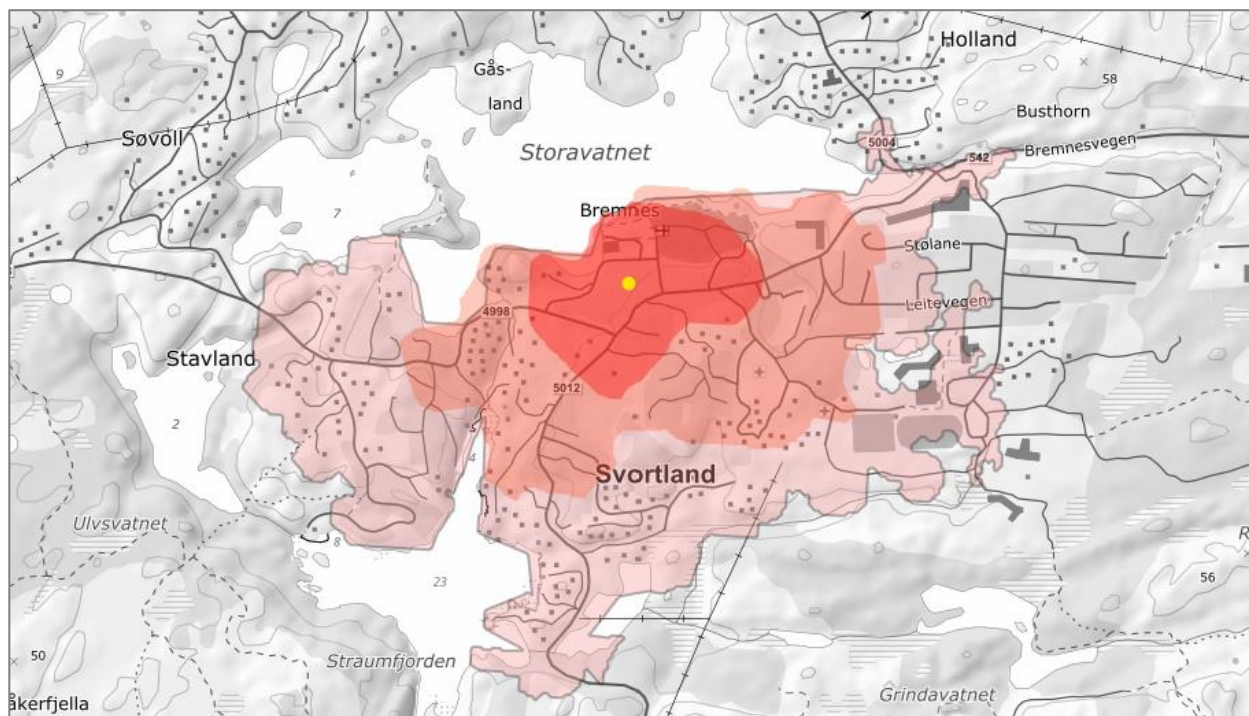 Holland
Gås-
land
9
58
Busthorn
Søvoll
5004
Bremnesvegen
542
Storavatnet
7
Bremnes
Stølane
Leitevegen
4998
Stavland
5012
2
4
Svortland
Ulvsvatnet
8
23
R
56
50
Straumfjorden
Grindavatnet
åkerfjella